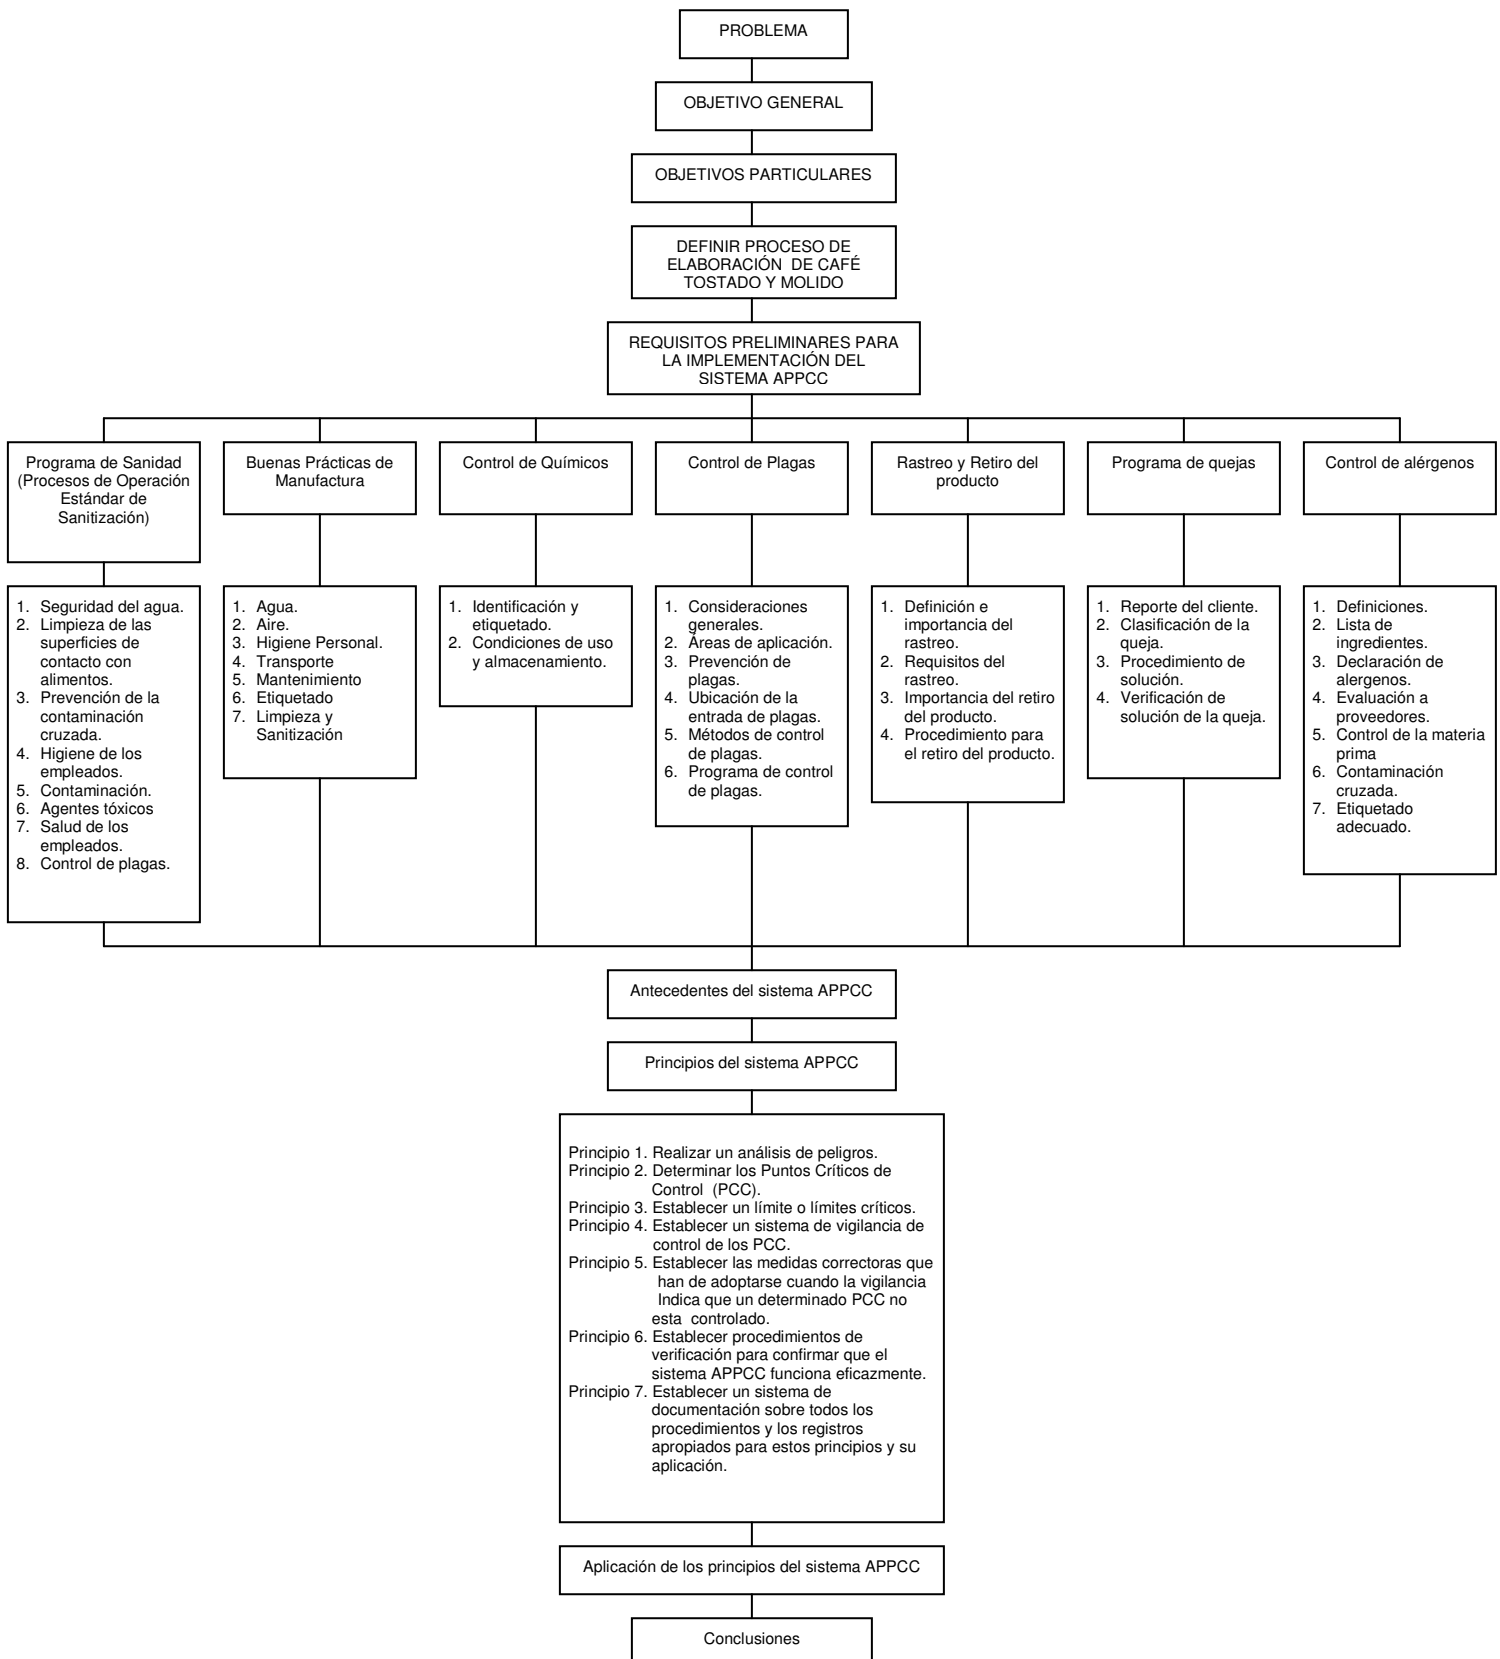 PROBLEMA
OBJETIVO GENERAL
OBJETIVOS PARTICULARES
DEFINIR PROCESO DE
ELABORACIÓN DE CAFÉ
TOSTADO Y MOLIDO
REQUISITOS PRELIMINARES PARA
LA IMPLEMENTACIÓN DEL
SISTEMA APPCC
Programa de Sanidad
(Procesos de Operación
Estándar de
Sanitización)
Buenas Prácticas de
Manufactura
Control de Químicos
Control de Plagas
Rastreo y Retiro del
producto
Programa de quejas
Control de alérgenos
1. Seguridad del agua.
2. Limpieza de las
superficies de
contacto con
alimentos.
3. Prevención de la
contaminación
cruzada.
4. Higiene de los
empleados.
5. Contaminación.
6. Agentes tóxicos
7. Salud de los
empleados.
8. Control de plagas.
1. Agua.
2. Aire.
3. Higiene Personal.
4. Transporte
5. Mantenimiento
6. Etiquetado
7. Limpieza y
Sanitización
1. Identificación y
etiquetado.
2. Condiciones de uso
y almacenamiento.
1. Consideraciones
generales.
2. Áreas de aplicación.
3. Prevención de
plagas.
4. Ubicación de la
entrada de plagas.
5. Métodos de control
de plagas.
6. Programa de control
de plagas.
1. Definición e
importancia del
rastreo.
2. Requisitos del
rastreo.
3. Importancia del retiro
del producto.
4. Procedimiento para
el retiro del producto.
1. Reporte del cliente.
2. Clasificación de la
queja.
3. Procedimiento de
solución.
4. Verificación de
solución de la queja.
1. Definiciones.
2. Lista de
ingredientes.
3. Declaración de
alergenos.
4. Evaluación a
proveedores.
5. Control de la materia
prima
6. Contaminación
cruzada.
7. Etiquetado
adecuado.
Antecedentes del sistema APPCC
Principios del sistema APPCC
Principio 1. Realizar un análisis de peligros.
Principio 2. Determinar los Puntos Críticos de
Control (PCC).
Principio 3. Establecer un límite o límites críticos.
Principio 4. Establecer un sistema de vigilancia de
control de los PCC.
Principio 5. Establecer las medidas correctoras que
han de adoptarse cuando la vigilancia
Indica que un determinado PCC no
esta controlado.
Principio 6. Establecer procedimientos de
verificación para confirmar que el
sistema APPCC funciona eficazmente.
Principio 7. Establecer un sistema de
documentación sobre todos los
procedimientos y los registros
apropiados para estos principios y su
aplicación.
Aplicación de los principios del sistema APPCC
Conclusiones